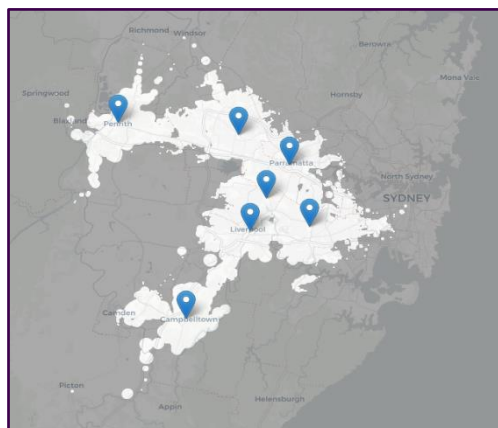 Richmond
Windsor
Berowra
Mona Vale
Springwood
Hornsby
Blaxland
Penrith
Parramatta
North Sydney
SYDNEY
Liverpool
Camden
Campbelltown
Picton
Appin
Helensburgh